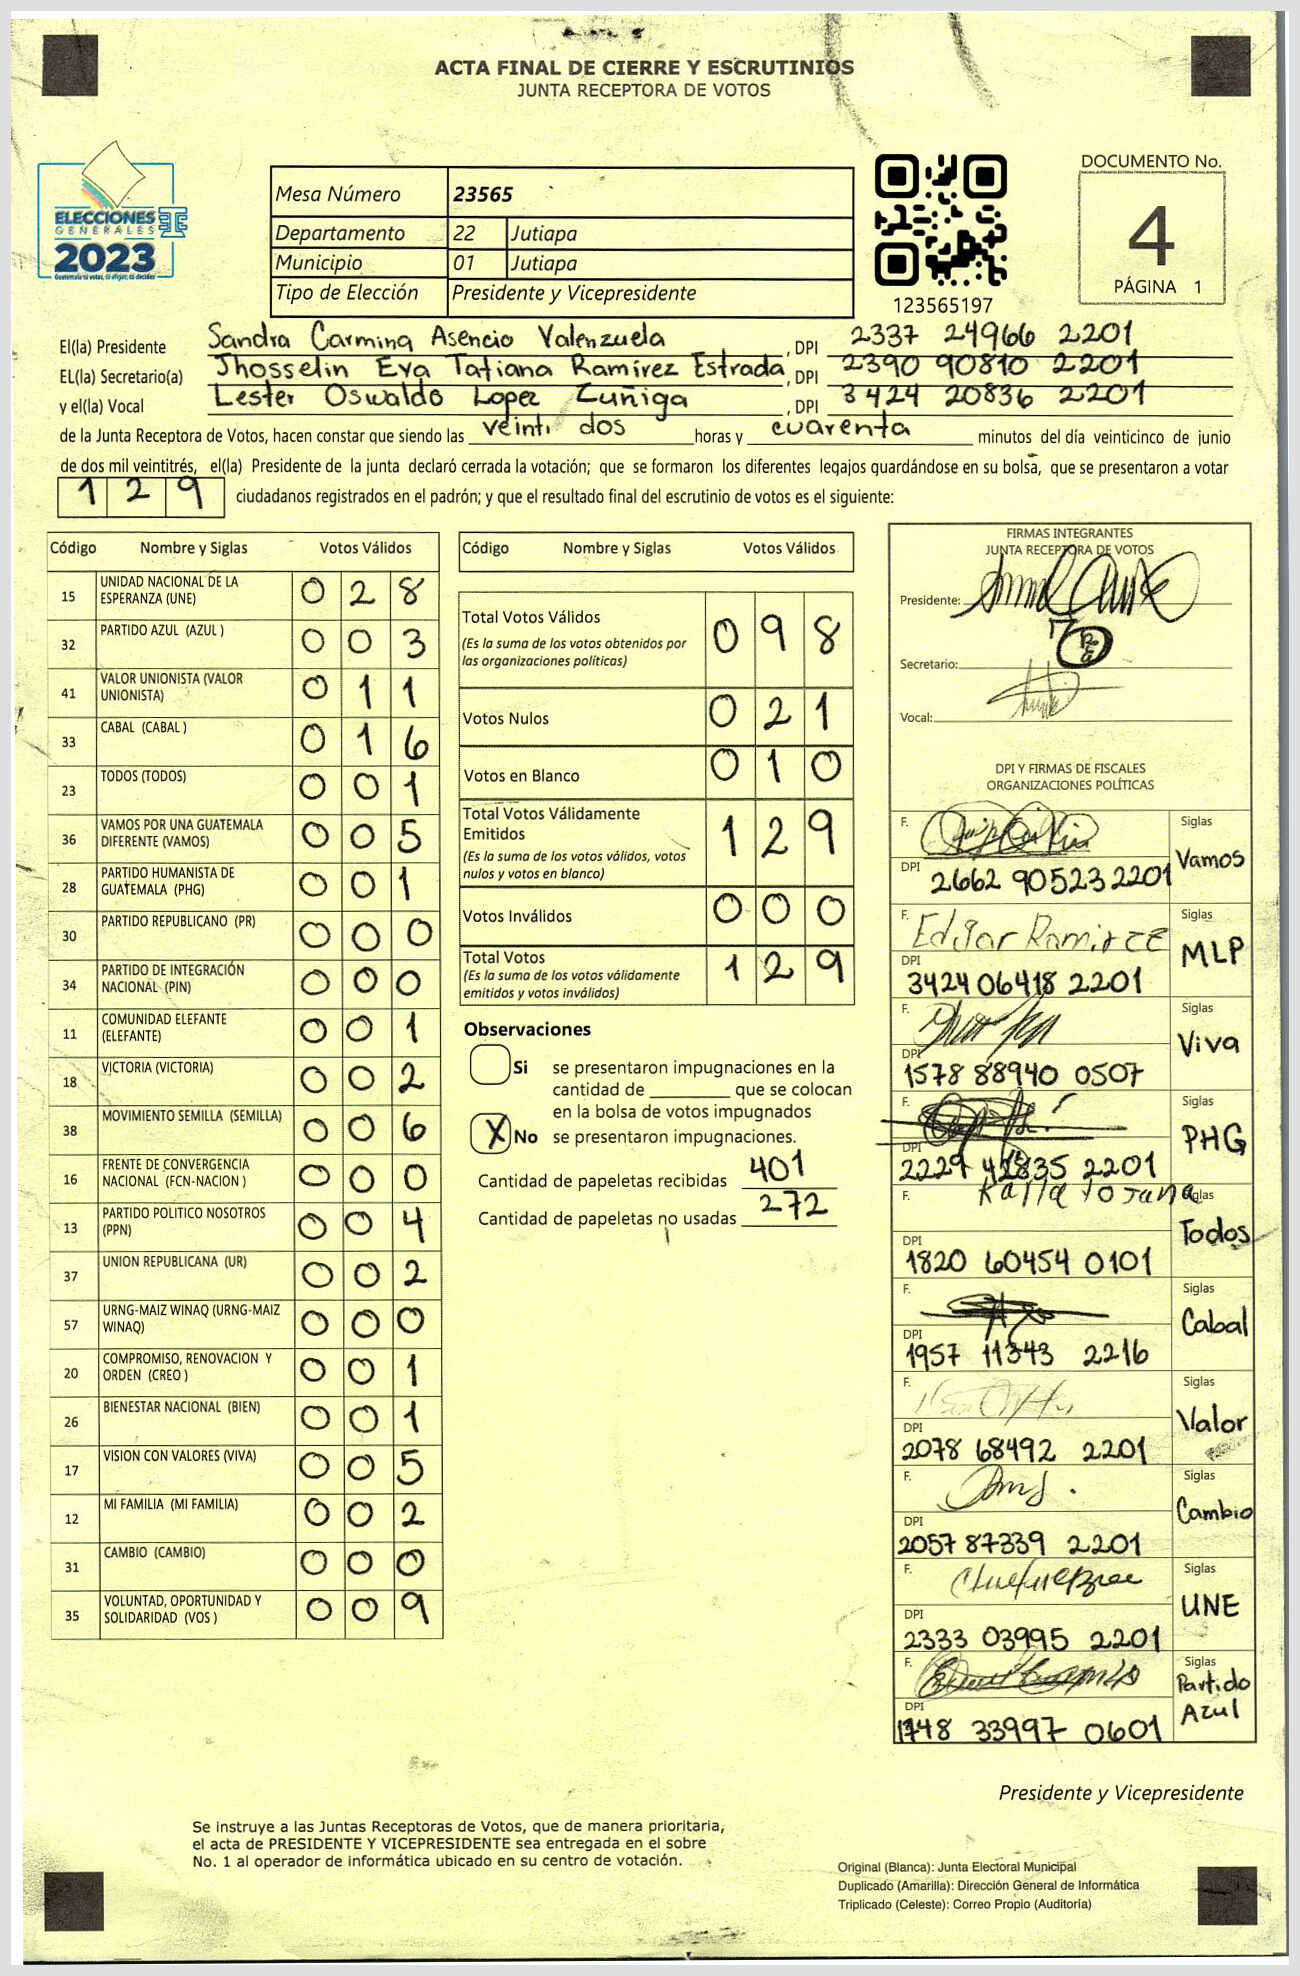 ACTA FINAL DE CIERRE Y ESCRUTINIOS
JUNTA RECEPTORA DE VOTOS
ELECCIONES
GENERALES
2023
Guatemala tú votas, tú eliges, tú decides
Mesa Número 23565
Departamento 22 Jutiapa
Municipio 01 Jutiapa
Tipo de Elección Presidente y Vicepresidente
123565197
DOCUMENTO No.
4
PÁGINA 1
El(la) Presidente Sandra Carmina Asencio Valenzuela, DPI 2337 24966 2201
EL(la) Secretario(a) Jhosselin Eva Tatiana Ramírez Estrada, DPI 2390 90810 2201
y el(la) Vocal Lester Oswaldo Lopez Zuñiga, DPI 3424 20836 2201
de la Junta Receptora de Votos, hacen constar que siendo las veinti dos horas y cuarenta minutos del día veinticinco de junio
de dos mil veintitrés, el(la) Presidente de la junta declaró cerrada la votación; que se formaron los diferentes legajos guardándose en su bolsa, que se presentaron a votar
129 ciudadanos registrados en el padrón; y que el resultado final del escrutinio de votos es el siguiente:
Código Nombre y Siglas Votos Válidos
15 UNIDAD NACIONAL DE LA ESPERANZA (UNE) 0 2 8
32 PARTIDO AZUL (AZUL ) 0 0 3
41 VALOR UNIONISTA (VALOR UNIONISTA) 0 1 1
33 CABAL (CABAL ) 0 1 6
23 TODOS (TODOS) 0 0 1
36 VAMOS POR UNA GUATEMALA DIFERENTE (VAMOS) 0 0 5
28 PARTIDO HUMANISTA DE GUATEMALA (PHG) 0 0 1
30 PARTIDO REPUBLICANO (PR) 0 0 0
34 PARTIDO DE INTEGRACIÓN NACIONAL (PIN) 0 0 0
11 COMUNIDAD ELEFANTE (ELEFANTE) 0 0 1
18 VICTORIA (VICTORIA) 0 0 2
38 MOVIMIENTO SEMILLA (SEMILLA) 0 0 6
16 FRENTE DE CONVERGENCIA NACIONAL (FCN-NACION ) 0 0 0
13 PARTIDO POLITICO NOSOTROS (PPN) 0 0 4
37 UNION REPUBLICANA (UR) 0 0 2
57 URNG-MAIZ WINAQ (URNG-MAIZ WINAQ) 0 0 0
20 COMPROMISO, RENOVACION Y ORDEN (CREO ) 0 0 1
26 BIENESTAR NACIONAL (BIEN) 0 0 1
17 VISION CON VALORES (VIVA) 0 0 5
12 MI FAMILIA (MI FAMILIA) 0 0 2
31 CAMBIO (CAMBIO) 0 0 0
35 VOLUNTAD, OPORTUNIDAD Y SOLIDARIDAD (VOS ) 0 0 9
Código Nombre y Siglas Votos Válidos
Total Votos Válidos 0 9 8
(Es la suma de los votos obtenidos por
las organizaciones políticas)
Votos Nulos 0 2 1
Votos en Blanco 0 1 0
Total Votos Válidamente
Emitidos 1 2 9
(Es la suma de los votos válidos, votos
nulos y votos en blanco)
Votos Inválidos 0 0 0
Total Votos 1 2 9
(Es la suma de los votos válidamente
emitidos y votos inválidos)
Observaciones
Si se presentaron impugnaciones en la
cantidad de ________ que se colocan
en la bolsa de votos impugnados
X No se presentaron impugnaciones.
Cantidad de papeletas recibidas 401
Cantidad de papeletas no usadas 272
FIRMAS INTEGRANTES
JUNTA RECEPTORA DE VOTOS
Presidente:
Secretario:
Vocal:
DPI Y FIRMAS DE FISCALES
ORGANIZACIONES POLÍTICAS
F. Siglas
DPI 2662 90523 2201 Vamos
F. Edgar Ramirez Siglas
DPI 3424 06418 2201 MLP
F. Siglas
DPI 1578 88940 0507 Viva
F. Siglas
DPI 2229 42835 2201 PHG
F. Siglas
DPI 1820 60454 0101 Todos
F. Siglas
DPI 1957 11343 2216 Cabal
F. Siglas
DPI 2078 68492 2201 Valor
F. Siglas
DPI 2057 87339 2201 Cambio
F. Siglas
DPI 2333 03995 2201 UNE
F. Siglas
DPI 1748 33997 0601 Partido Azul
Presidente y Vicepresidente
Se instruye a las Juntas Receptoras de Votos, que de manera prioritaria,
el acta de PRESIDENTE Y VICEPRESIDENTE sea entregada en el sobre
No. 1 al operador de informática ubicado en su centro de votación.
Original (Blanca): Junta Electoral Municipal
Duplicado (Amarilla): Dirección General de Informática
Triplicado (Celeste): Correo Propio (Auditoría)